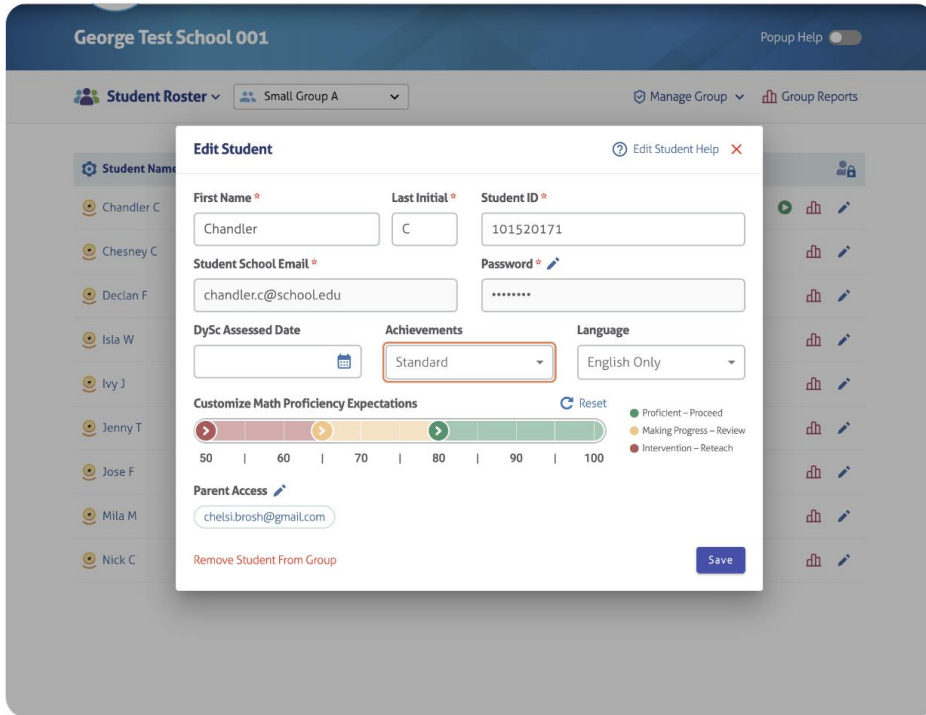 George Test School 001
Popup Help
Student Roster
Small Group A
Manage Group
Group Reports
Edit Student
Edit Student Help
Student Name
First Name *
Last Initial *
Student ID *
Chandler C
Chandler
C
101520171
Chesney C
Student School Email *
Password *
Declan F
chandler.c@school.edu
••••••••
DySc Assessed Date
Achievements
Language
Isla W
Standard
English Only
Ivy J
Customize Math Proficiency Expectations
Reset
Proficient – Proceed
Making Progress – Review
Intervention – Reteach
Jenny T
50 | 60 | 70 | 80 | 90 | 100
Jose F
Parent Access
Mila M
chelsi.brosh@gmail.com
Nick C
Remove Student From Group
Save